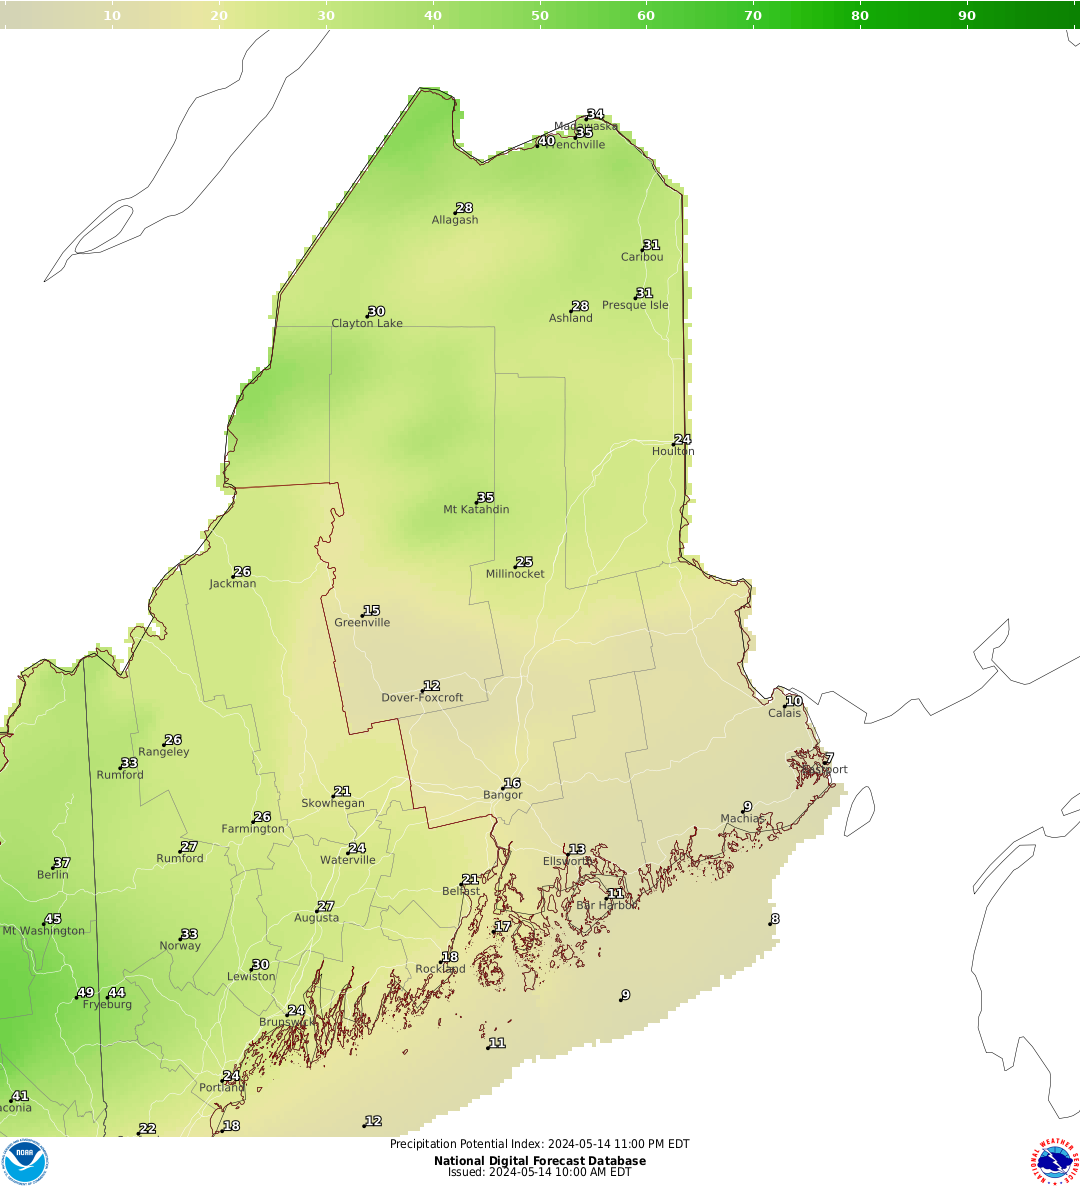 10 20 30 40 50 60 70 80 90
34
Madawaska
35
40
Frenchville
28
Allagash
31
Caribou
31
Presque Isle
28
Ashland
30
Clayton Lake
24
Houlton
35
Mt Katahdin
25
Millinocket
26
Jackman
15
Greenville
12
Dover-Foxcroft
10
Calais
26
Rangeley
33
Rumford
7
Eastport
16
Bangor
21
Skowhegan
9
Machias
26
Farmington
27
Rumford
24
Waterville
13
Ellsworth
37
Berlin
21
Belfast
11
Bar Harbor
27
Augusta
45
Mt Washington
8
17
33
Norway
18
Rockland
30
Lewiston
49
44
Fryeburg
9
24
Brunswick
11
24
Portland
41
aconia
12
18
22
Precipitation Potential Index: 2024-05-14 11:00 PM EDT
National Digital Forecast Database
Issued: 2024-05-14 10:00 AM EDT
NOAA
NATIONAL WEATHER SERVICE